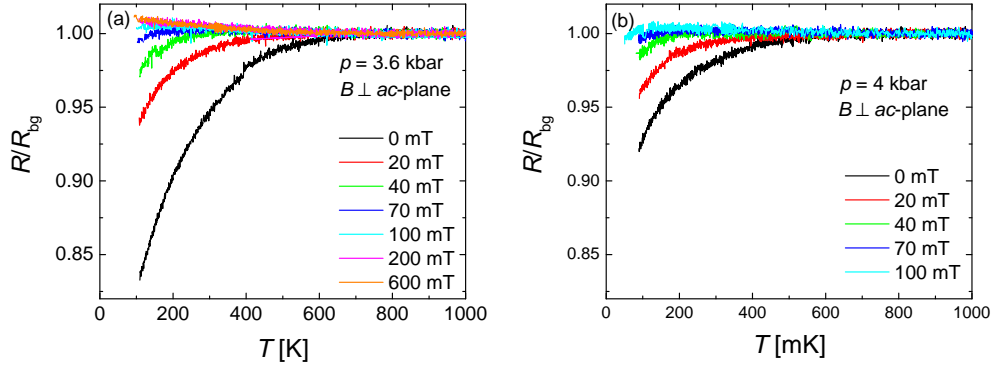 (a)
p = 3.6 kbar
B ⊥ ac-plane
0 mT
20 mT
40 mT
70 mT
100 mT
200 mT
600 mT
1.00
0.95
0.90
0.85
R/Rbg
0 200 400 600 800 1000
T [K]
(b)
p = 4 kbar
B ⊥ ac-plane
0 mT
20 mT
40 mT
70 mT
100 mT
1.00
0.95
0.90
0.85
R/Rbg
0 200 400 600 800 1000
T [mK]